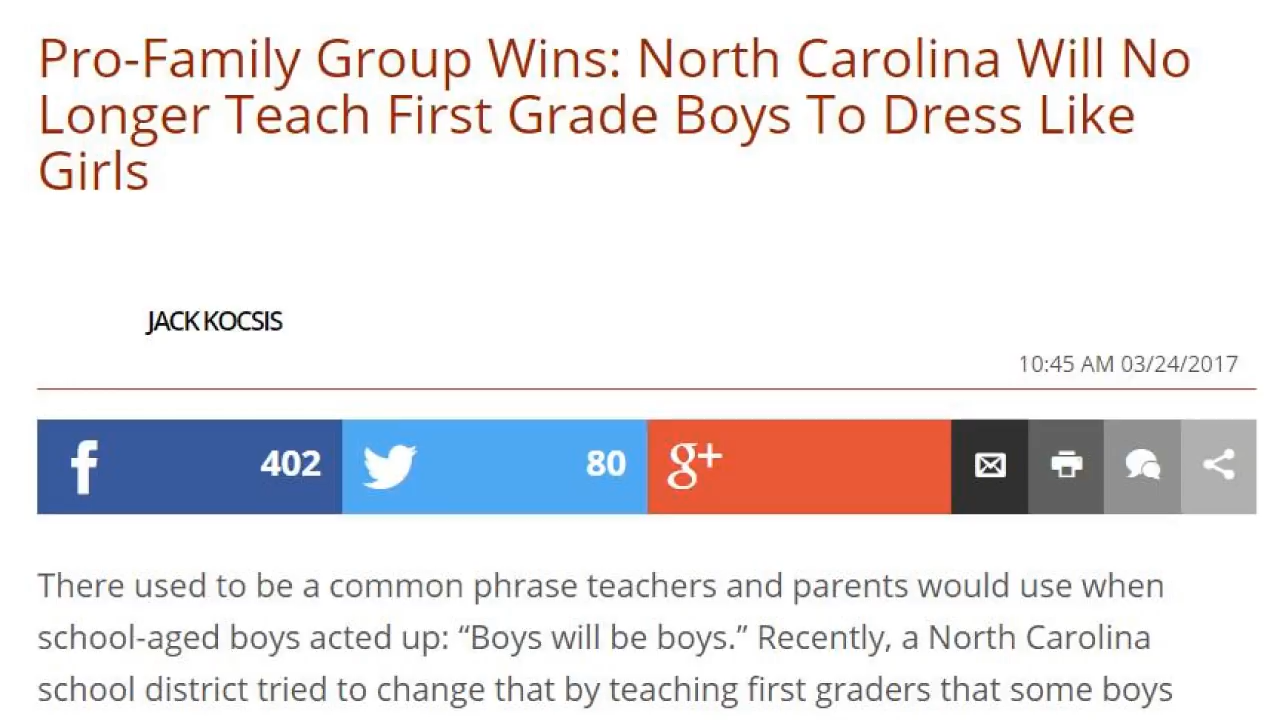 Pro-Family Group Wins: North Carolina Will No
Longer Teach First Grade Boys To Dress Like
Girls
JACK KOCSIS
10:45 AM 03/24/2017
f 402 80 g+
There used to be a common phrase teachers and parents would use when
school-aged boys acted up: “Boys will be boys.” Recently, a North Carolina
school district tried to change that by teaching first graders that some boys